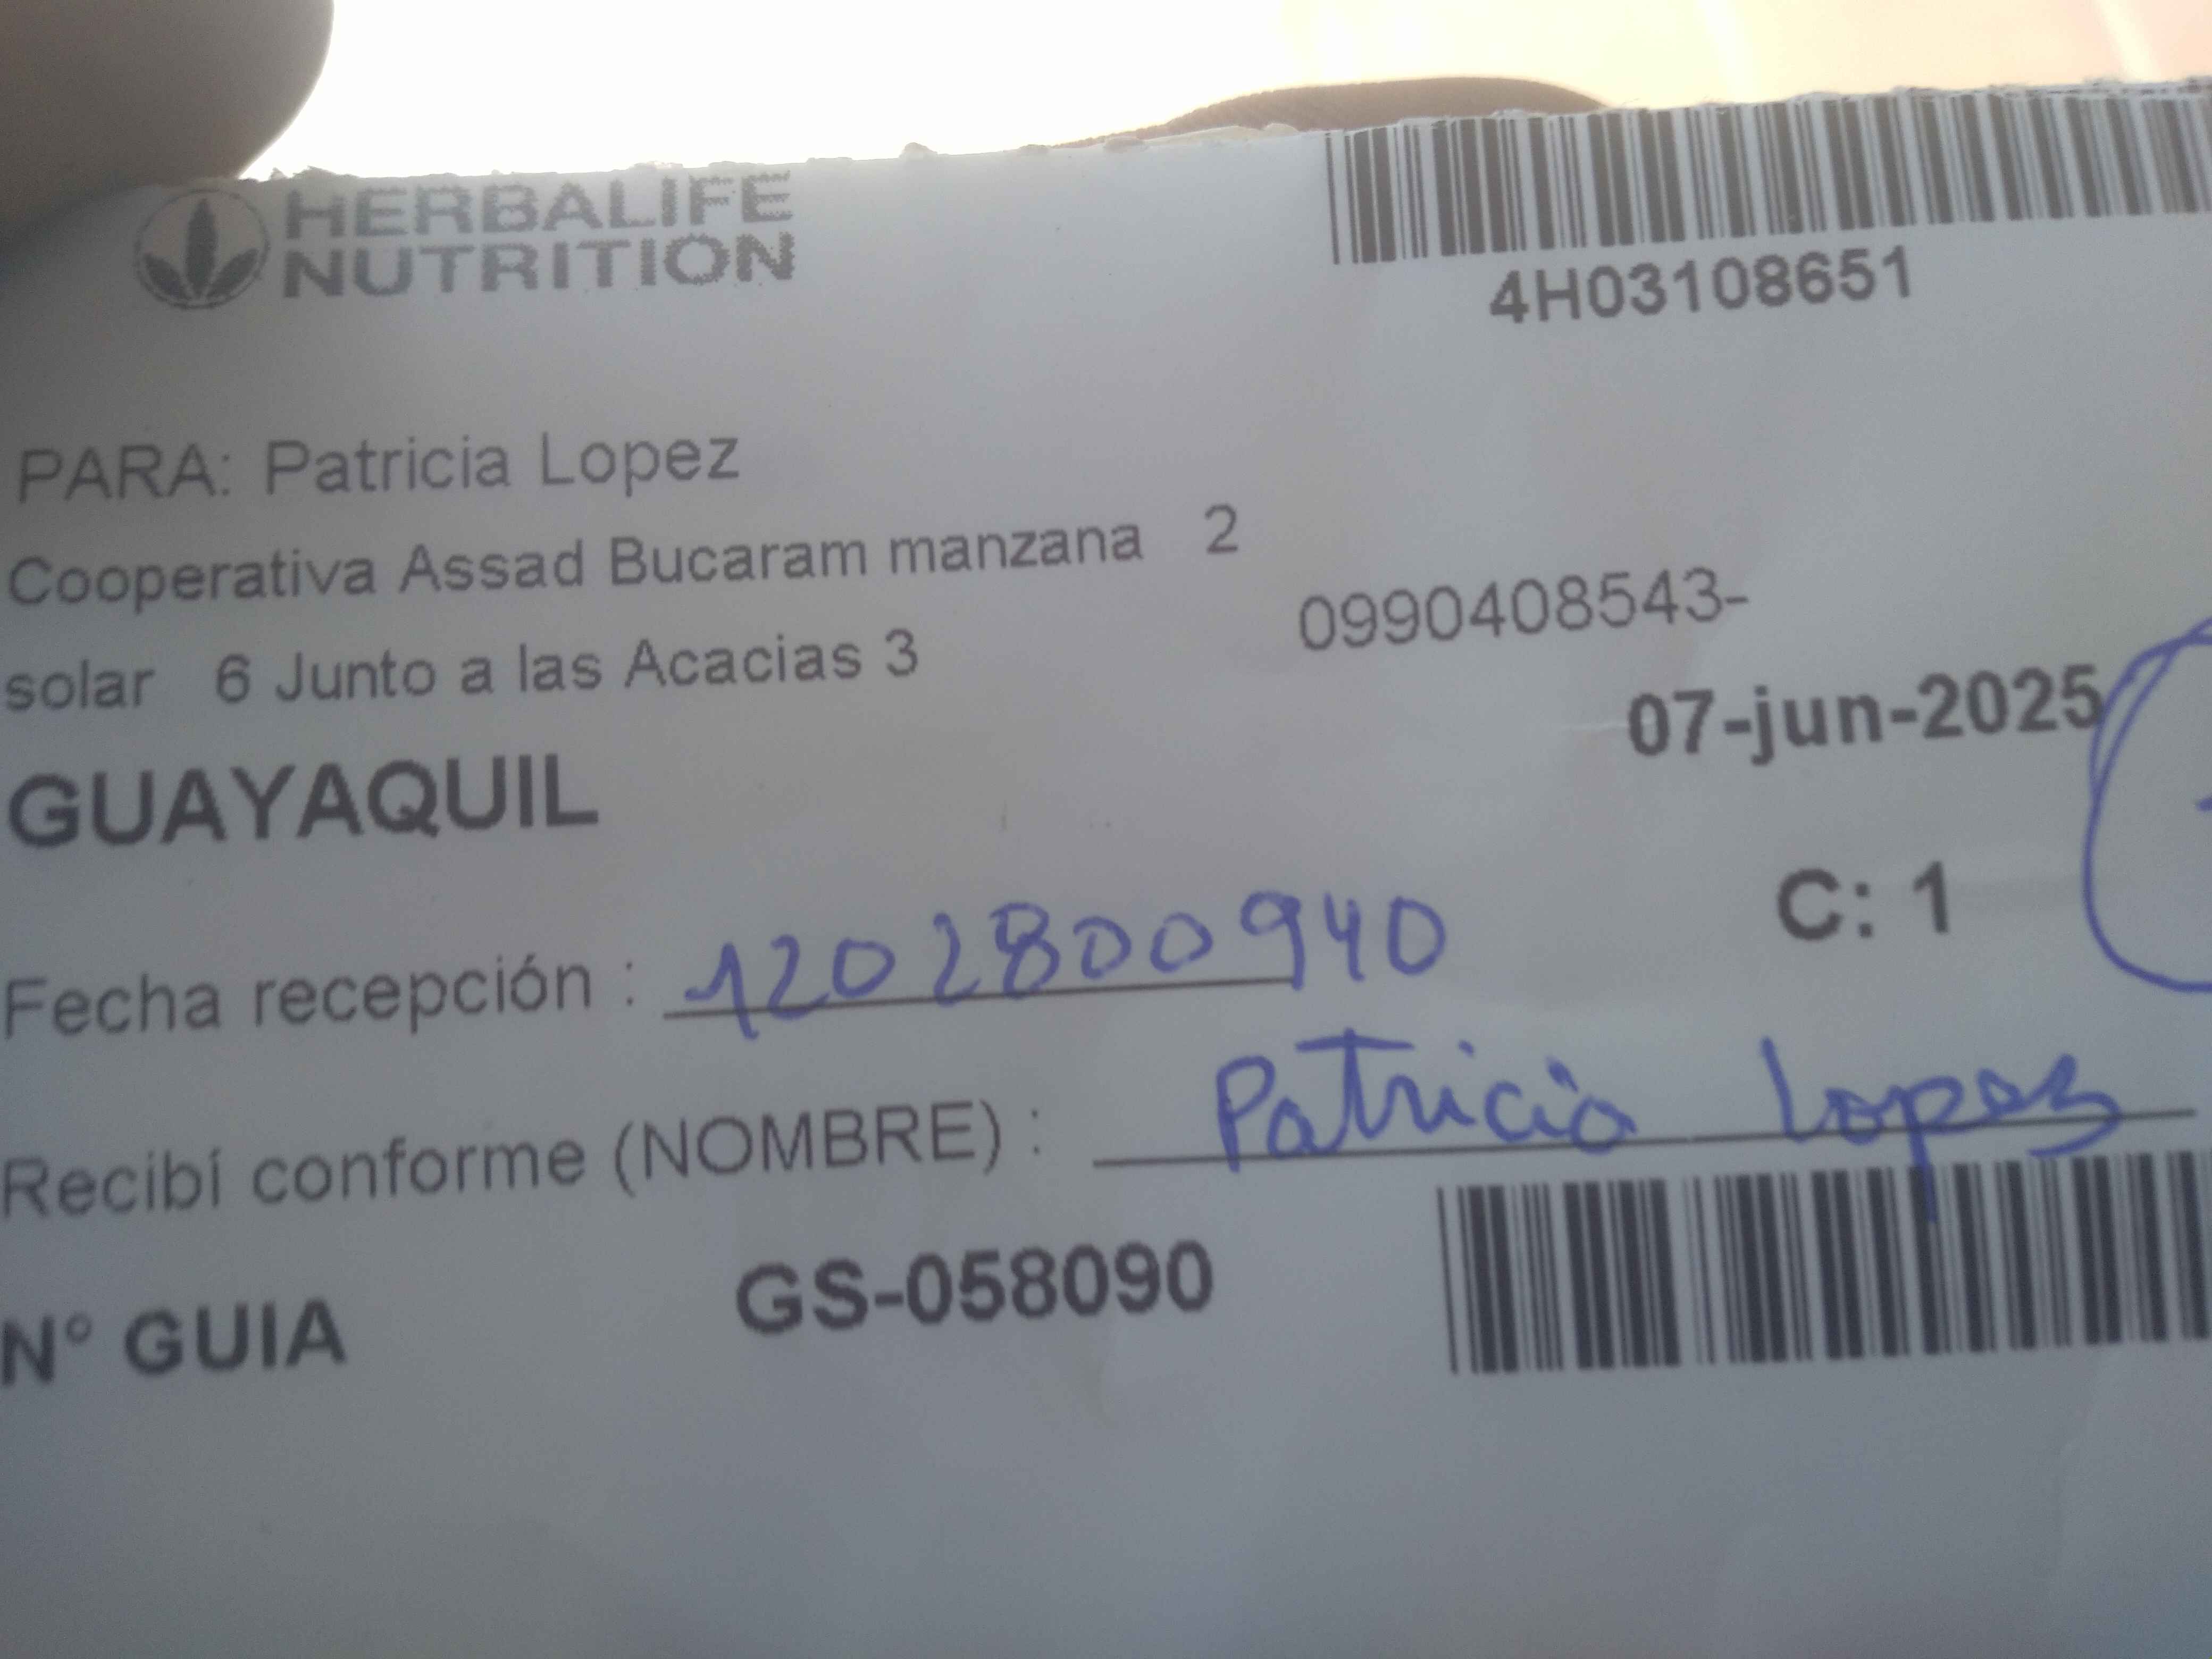 HERBALIFE
NUTRITION
4H03108651
PARA: Patricia Lopez
Cooperativa Assad Bucaram manzana 2
solar 6 Junto a las Acacias 3
0990408543-
07-jun-2025
GUAYAQUIL
C: 1
Fecha recepción : 1202800940
Recibí conforme (NOMBRE) : Patricia Lopez
N° GUIA GS-058090